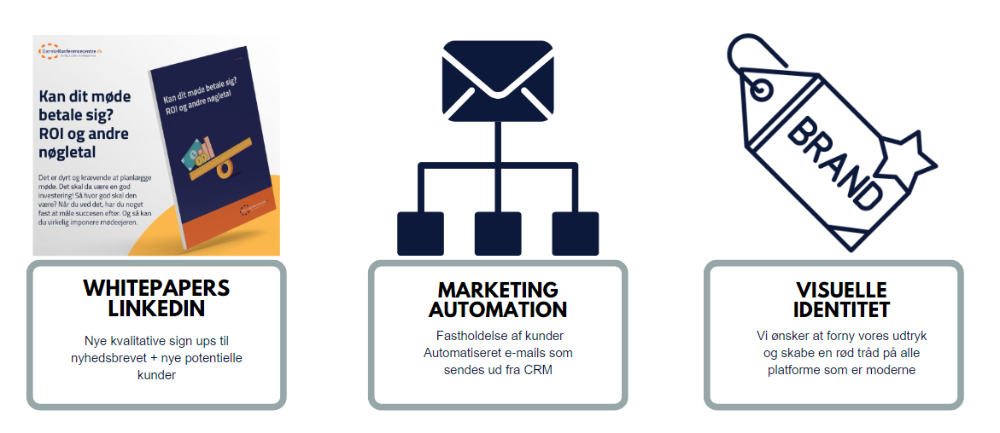 DanskeKonferencecentre.dk
Kan dit møde
betale sig?
ROI og andre
nøgletal
Det er dyrt og krævende at planlægge
møde. Det skal da være en god
investering! Så hvor god skal den
være? Når du ved det, har du noget
fast at måle succesen efter. Og så kan
du virkelig imponere mødeejeren.
Kan dit møde betale sig?
ROI og andre nøgletal
BRAND
WHITEPAPERS
LINKEDIN
Nye kvalitative sign ups til
nyhedsbrevet + nye potentielle
kunder
MARKETING
AUTOMATION
Fastholdelse af kunder
Automatiseret e-mails som
sendes ud fra CRM
VISUELLE
IDENTITET
Vi ønsker at forny vores udtryk
og skabe en rød tråd på alle
platforme som er moderne